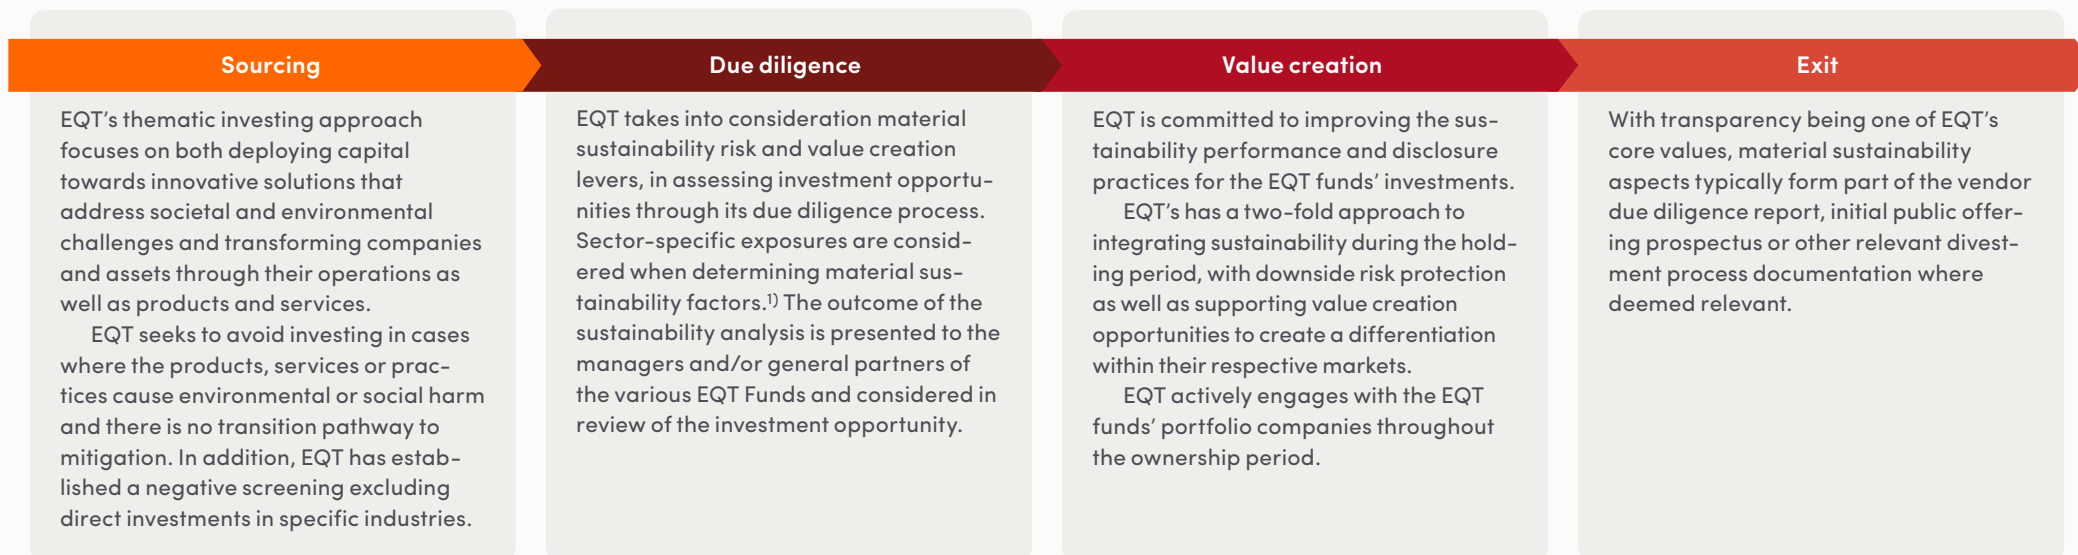 Sourcing
EQT's thematic investing approach
focuses on both deploying capital
towards innovative solutions that
address societal and environmental
challenges and transforming companies
and assets through their operations as
well as products and services.
EQT seeks to avoid investing in cases
where the products, services or prac-
tices cause environmental or social harm
and there is no transition pathway to
mitigation. In addition, EQT has estab-
lished a negative screening excluding
direct investments in specific industries.
Due diligence
EQT takes into consideration material
sustainability risk and value creation
levers, in assessing investment opportu-
nities through its due diligence process.
Sector-specific exposures are consid-
ered when determining material sus-
tainability factors.1) The outcome of the
sustainability analysis is presented to the
managers and/or general partners of
the various EQT Funds and considered in
review of the investment opportunity.
Value creation
EQT is committed to improving the sus-
tainability performance and disclosure
practices for the EQT funds' investments.
EQT's has a two-fold approach to
integrating sustainability during the hold-
ing period, with downside risk protection
as well as supporting value creation
opportunities to create a differentiation
within their respective markets.
EQT actively engages with the EQT
funds' portfolio companies throughout
the ownership period.
Exit
With transparency being one of EQT's
core values, material sustainability
aspects typically form part of the vendor
due diligence report, initial public offer-
ing prospectus or other relevant divest-
ment process documentation where
deemed relevant.